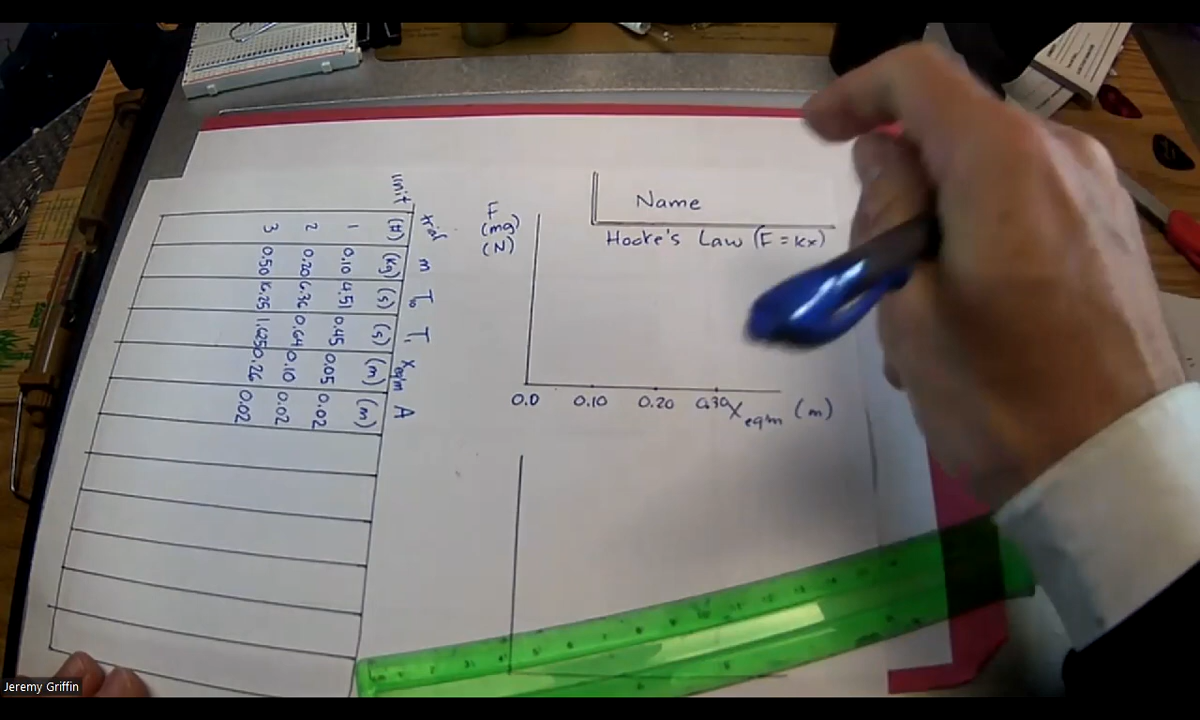 Name
Hooke's Law (F = kx)
F
(mg)
(N)
0.0 0.10 0.20 0.30 Xeqm (m)
trial m T₀ T₁ Xeqm A
unit (#) (kg) (s) (s) (m) (m)
1 0.10 4.51 0.45 0.05 0.02
2 0.20 6.36 0.64 0.10 0.02
3 0.50 0.26 0.02
Jeremy Griffin